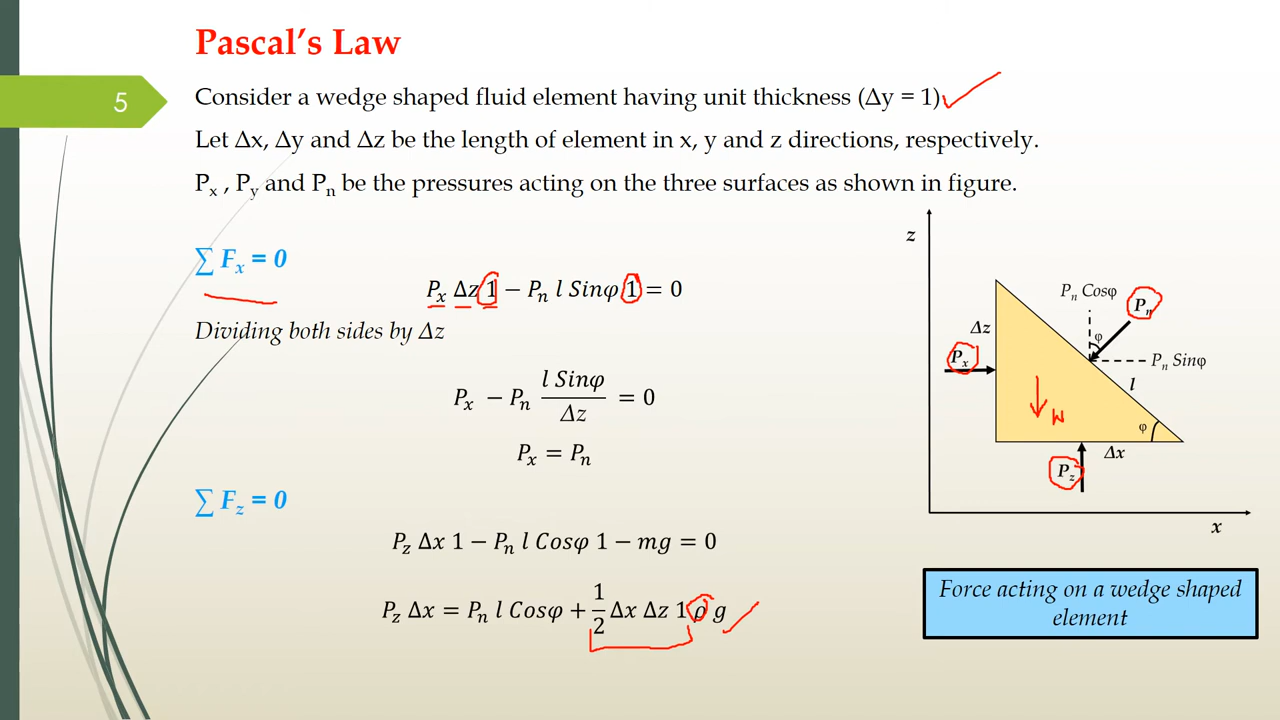 Pascal's Law
5
Consider a wedge shaped fluid element having unit thickness (Δy = 1)
Let Δx, Δy and Δz be the length of element in x, y and z directions, respectively.
Pₓ , Pᵧ and Pₙ be the pressures acting on the three surfaces as shown in figure.
∑ Fₓ = 0
Pₓ Δz 1 − Pₙ l Sinφ 1 = 0
Dividing both sides by Δz
Pₓ − Pₙ (l Sinφ / Δz) = 0
Pₓ = Pₙ
∑ F_z = 0
P_z Δx 1 − Pₙ l Cosφ 1 − mg = 0
P_z Δx = Pₙ l Cosφ + 1/2 Δx Δz 1 ρ g
z
Pₙ Cosφ
Pₙ
Δz
φ
Pₓ
Pₙ Sinφ
l
W
φ
Δx
P_z
x
Force acting on a wedge shaped
element